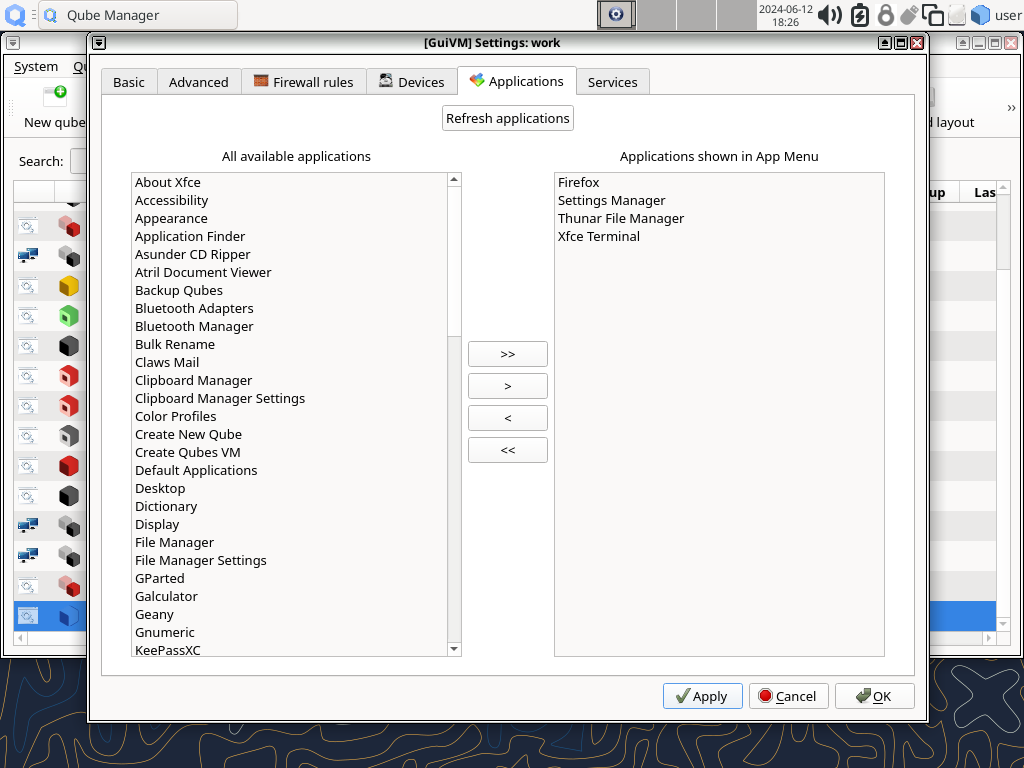 Qube Manager
2024-06-12
18:26
user
[GuiVM] Settings: work
System
New qube
layout
Search:
up
Las
Basic
Advanced
Firewall rules
Devices
Applications
Services
Refresh applications
All available applications
About Xfce
Accessibility
Appearance
Application Finder
Asunder CD Ripper
Atril Document Viewer
Backup Qubes
Bluetooth Adapters
Bluetooth Manager
Bulk Rename
Claws Mail
Clipboard Manager
Clipboard Manager Settings
Color Profiles
Create New Qube
Create Qubes VM
Default Applications
Desktop
Dictionary
Display
File Manager
File Manager Settings
GParted
Galculator
Geany
Gnumeric
KeePassXC
>>
>
<
<<
Applications shown in App Menu
Firefox
Settings Manager
Thunar File Manager
Xfce Terminal
Apply
Cancel
OK